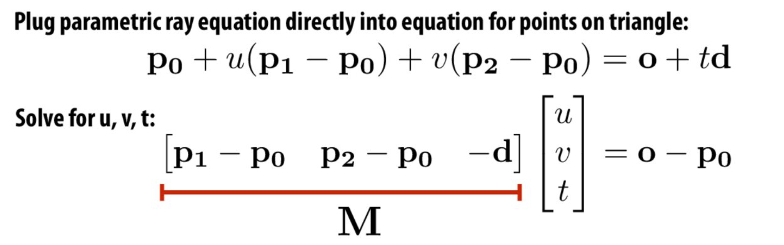 Plug parametric ray equation directly into equation for points on triangle:
p₀ + u(p₁ − p₀) + v(p₂ − p₀) = o + td
Solve for u, v, t:
[p₁ − p₀  p₂ − p₀  −d] [u v t] = o − p₀
M